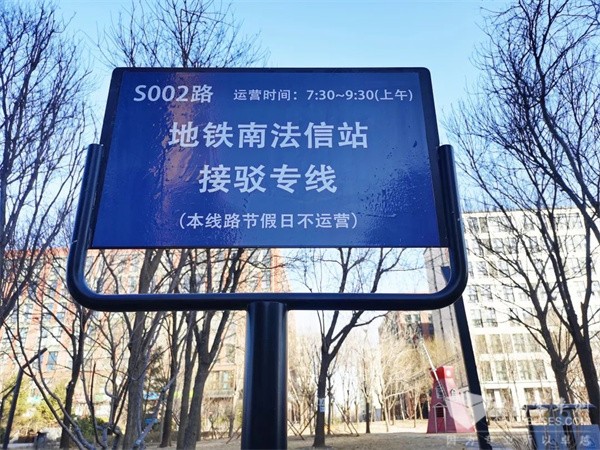 S002路 运营时间：7:30~9:30(上午)
地铁南法信站
接驳专线
（本线路节假日不运营）